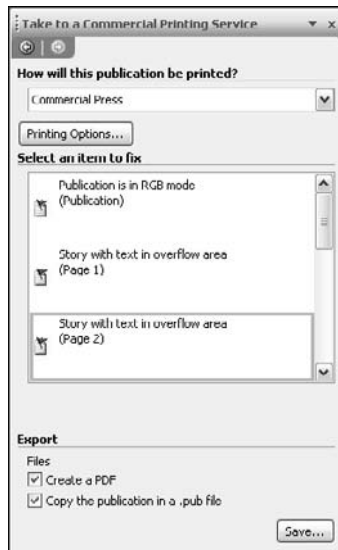 Take to a Commercial Printing Service
How will this publication be printed?
Commercial Press
Printing Options...
Select an item to fix
Publication is in RGB mode
(Publication)
Story with text in overflow area
(Page 1)
Story with text in overflow area
(Page 2)
Export
Files
Create a PDF
Copy the publication in a .pub file
Save...